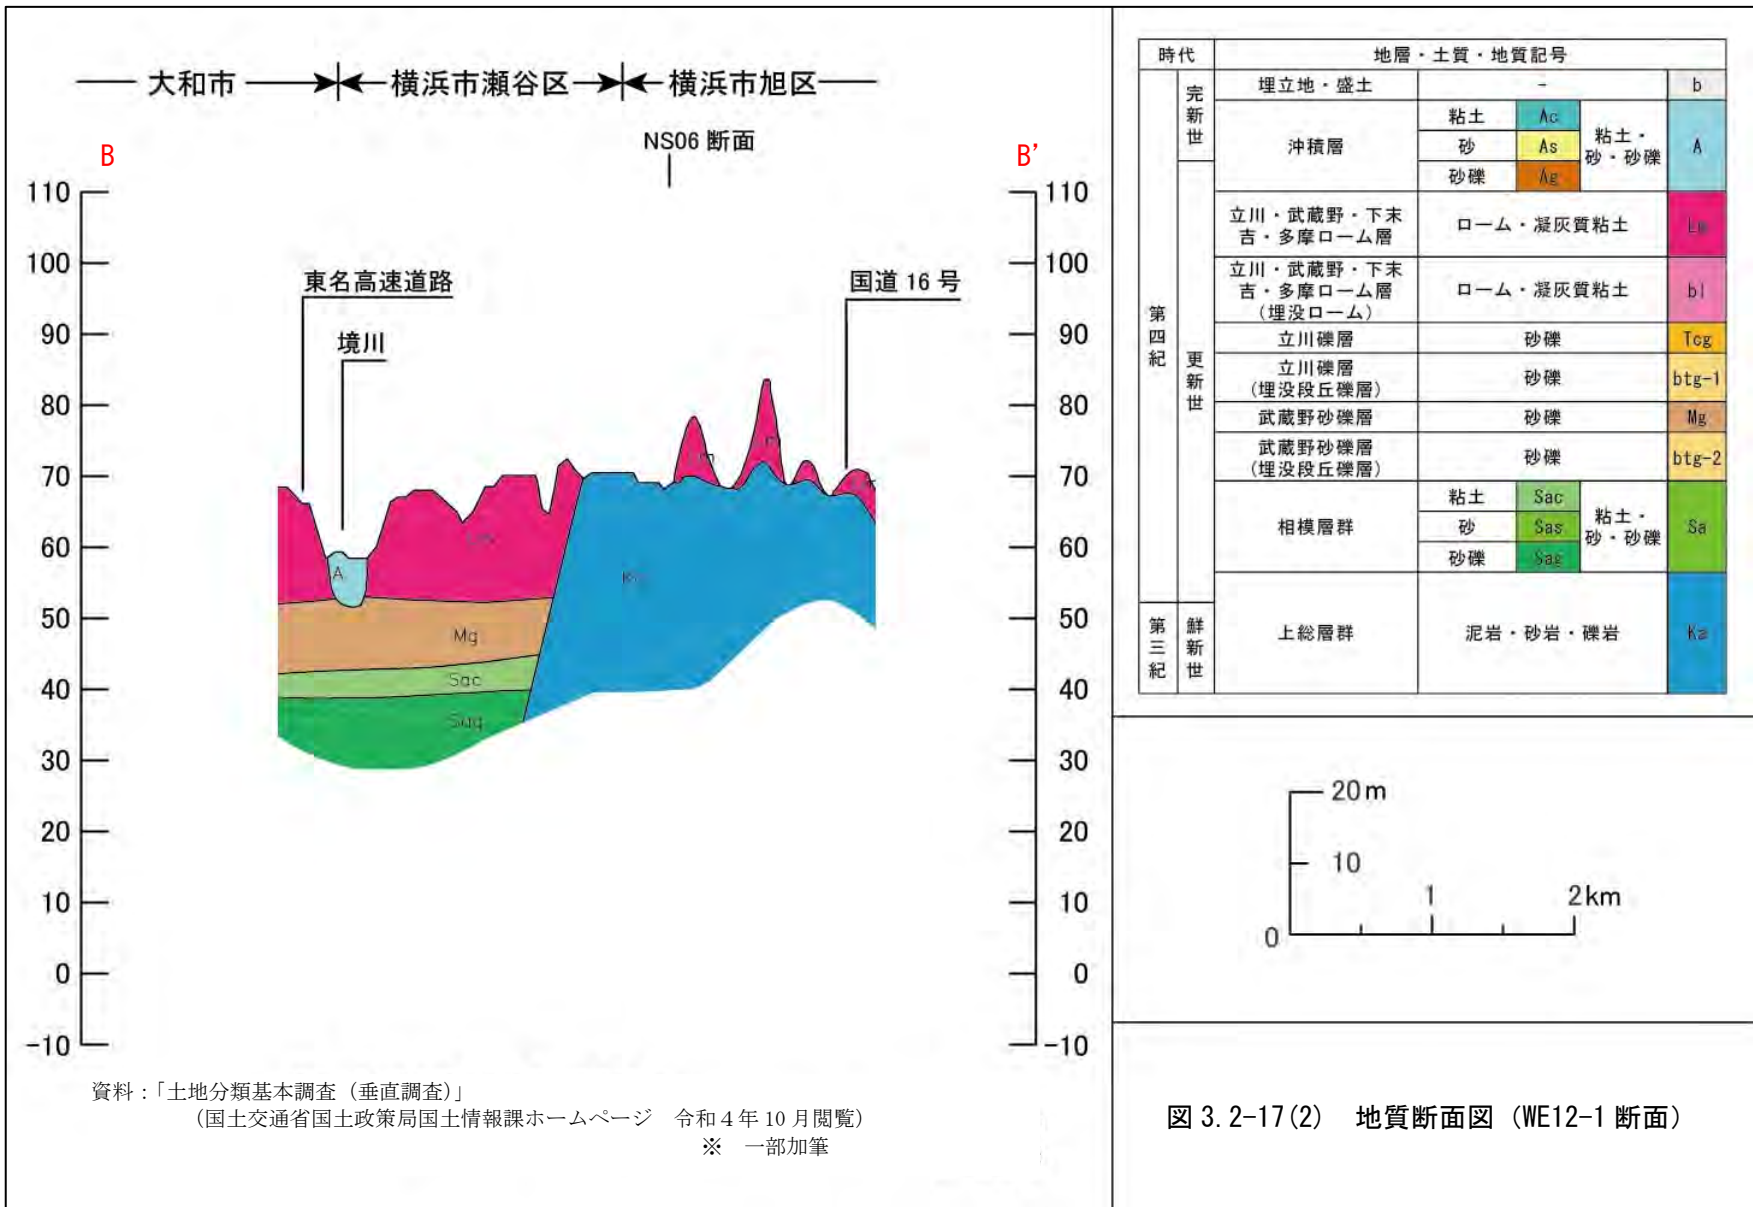 大和市
横浜市瀬谷区
横浜市旭区
NS06 断面
B
B’
110
100
90
80
70
60
50
40
30
20
10
0
-10
110
100
90
80
70
60
50
40
30
20
10
0
-10
東名高速道路
境川
国道 16 号
A
Mg
Sac
Sag
資料：「土地分類基本調査（垂直調査）」
（国土交通省国土政策局国土情報課ホームページ　令和４年 10 月閲覧）
※　一部加筆
時代
地層・土質・地質記号
第四紀
完新世
更新世
第三紀
鮮新世
埋立地・盛土
-
b
沖積層
粘土
Ac
砂
As
砂礫
Ag
粘土・
砂・砂礫
A
立川・武蔵野・下末
吉・多摩ローム層
ローム・凝灰質粘土
Lm
立川・武蔵野・下末
吉・多摩ローム層
（埋没ローム）
ローム・凝灰質粘土
bl
立川礫層
砂礫
Tcg
立川礫層
（埋没段丘礫層）
砂礫
btg-1
武蔵野砂礫層
砂礫
Mg
武蔵野砂礫層
（埋没段丘礫層）
砂礫
btg-2
相模層群
粘土
Sac
砂
Sas
砂礫
Sag
粘土・
砂・砂礫
Sa
上総層群
泥岩・砂岩・礫岩
Ka
20m
10
0
1
2km
図 3.2-17(2)　地質断面図（WE12-1 断面）